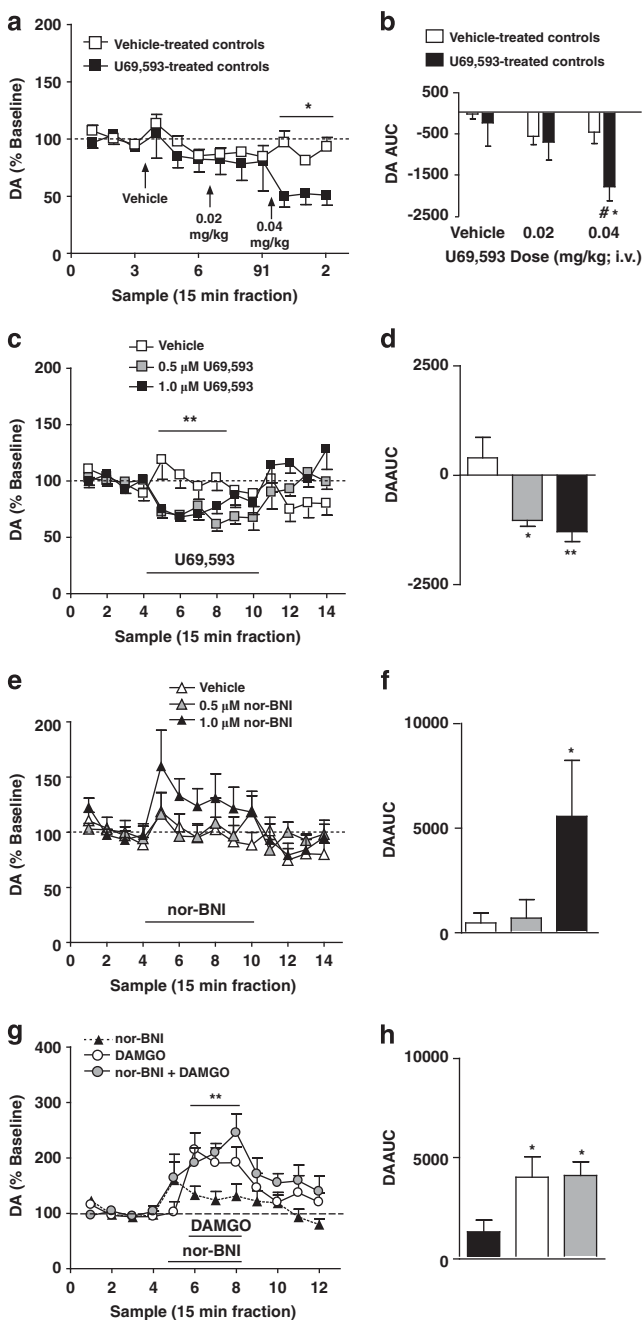 a
Vehicle-treated controls
U69,593-treated controls
200
150
100
50
0
DA (% Baseline)
*
Vehicle
0.02
mg/kg
0.04
mg/kg
0 3 6 91 2
Sample (15 min fraction)
b
Vehicle-treated controls
U69,593-treated controls
500
-500
-1500
-2500
DA AUC
# *
Vehicle 0.02 0.04
U69,593 Dose (mg/kg; i.v.)
c
Vehicle
0.5 μM U69,593
1.0 μM U69,593
200
150
100
50
0
DA (% Baseline)
**
U69,593
0 2 4 6 8 10 12 14
Sample (15 min fraction)
d
2500
0
-2500
DAAUC
*
**
e
Vehicle
0.5 μM nor-BNI
1.0 μM nor-BNI
200
150
100
50
0
DA (% Baseline)
nor-BNI
0 2 4 6 8 10 12 14
Sample (15 min fraction)
f
10000
5000
0
DAAUC
*
g
nor-BNI
DAMGO
nor-BNI + DAMGO
400
300
200
100
0
DA (% Baseline)
**
DAMGO
nor-BNI
0 2 4 6 8 10 12
Sample (15 min fraction)
h
10000
5000
0
DAAUC
*
*